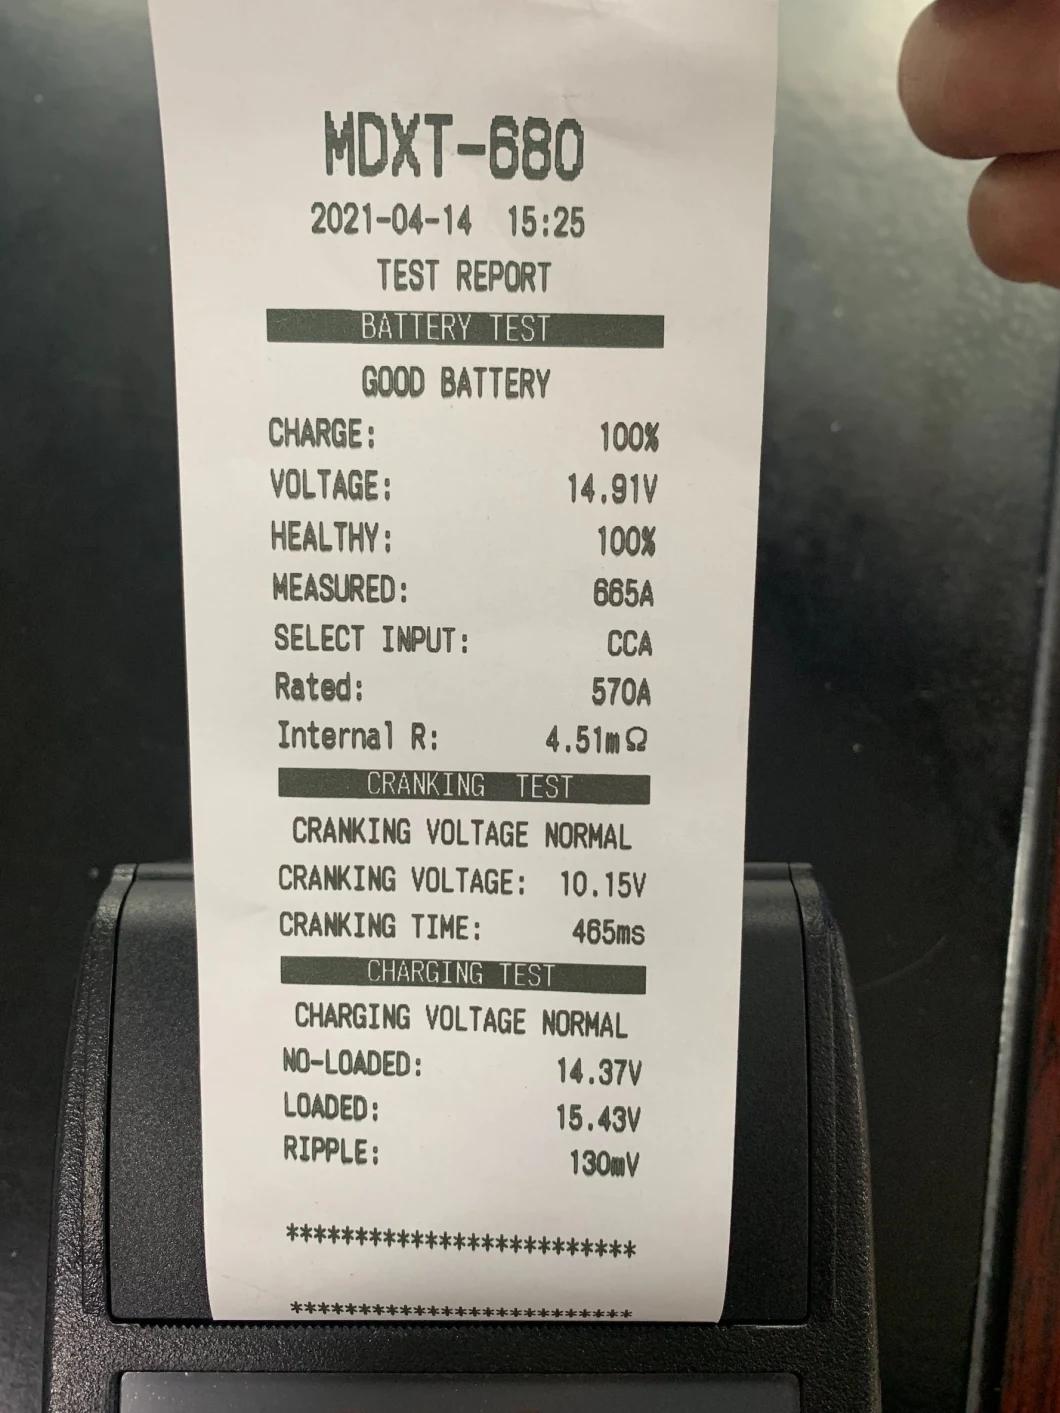 MDXT-680
2021-04-14 15:25
TEST REPORT
BATTERY TEST
GOOD BATTERY
CHARGE: 100%
VOLTAGE: 14.91V
HEALTHY: 100%
MEASURED: 665A
SELECT INPUT: CCA
Rated: 570A
Internal R: 4.51mΩ
CRANKING TEST
CRANKING VOLTAGE NORMAL
CRANKING VOLTAGE: 10.15V
CRANKING TIME: 465ms
CHARGING TEST
CHARGING VOLTAGE NORMAL
NO-LOADED: 14.37V
LOADED: 15.43V
RIPPLE: 130mV
*************************
*************************